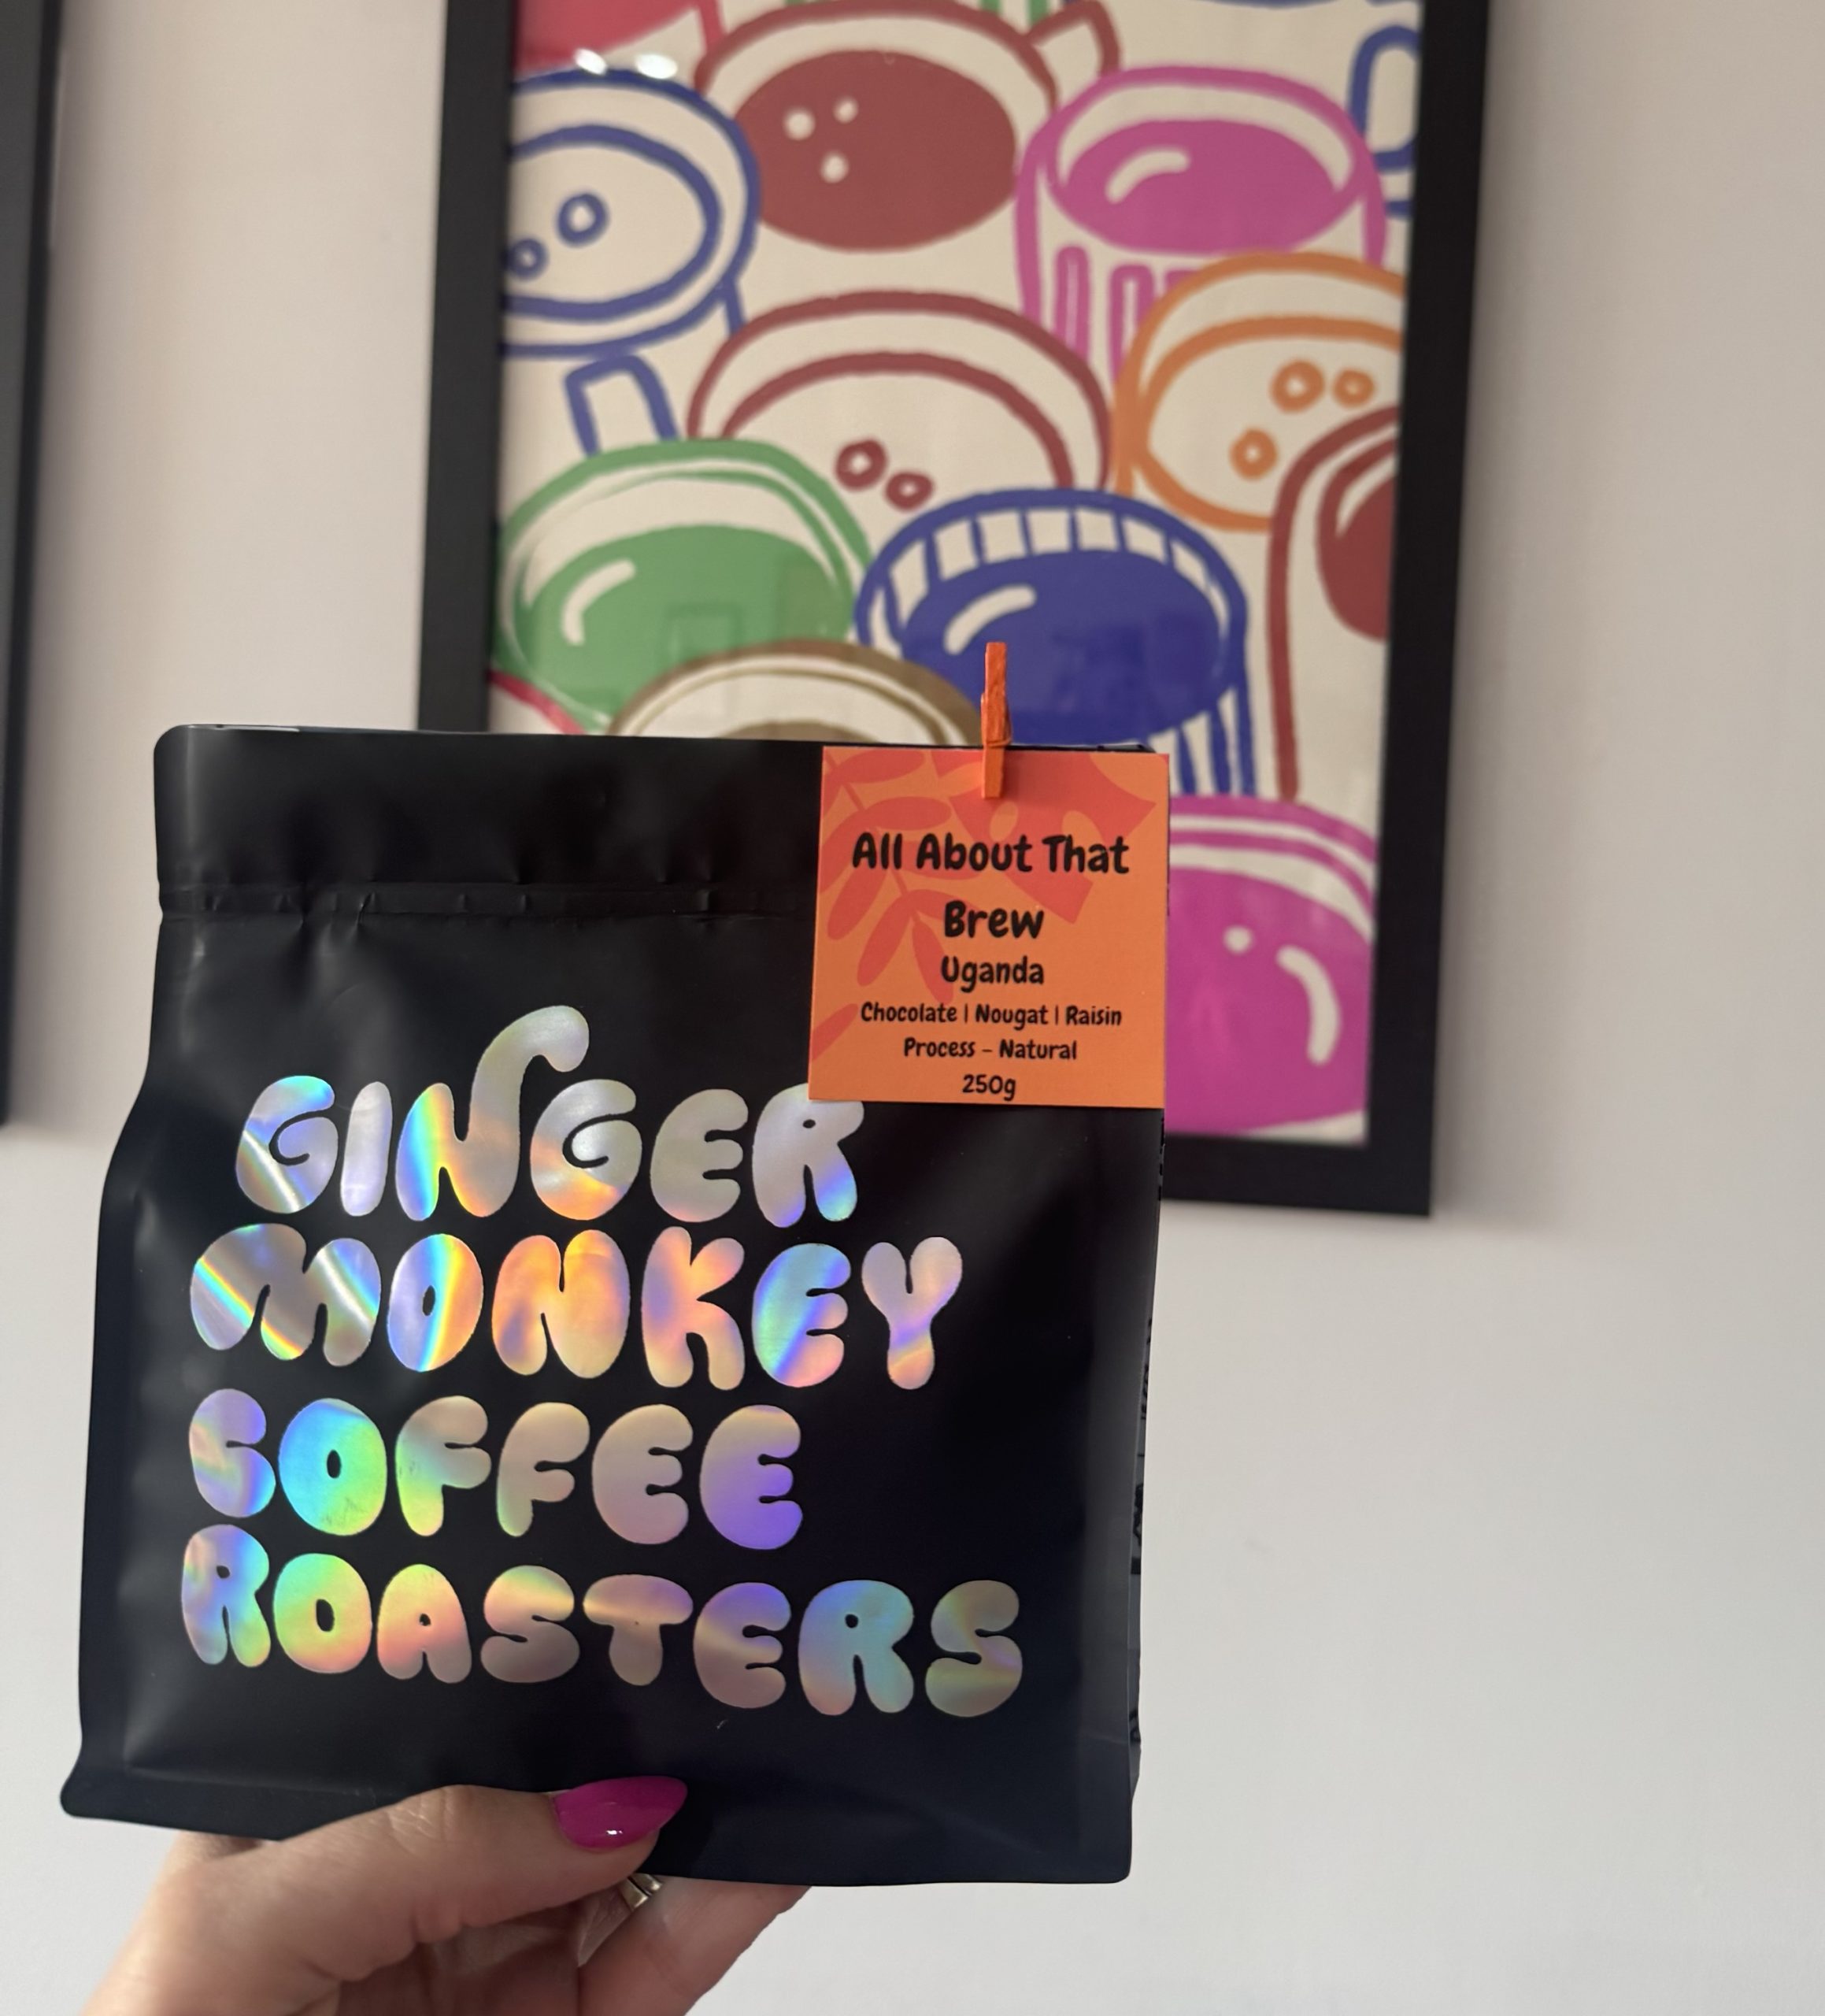 All About That
Brew
Uganda
Chocolate | Nougat | Raisin
Process - Natural
250g
GINGER
MONKEY
COFFEE
ROASTERS